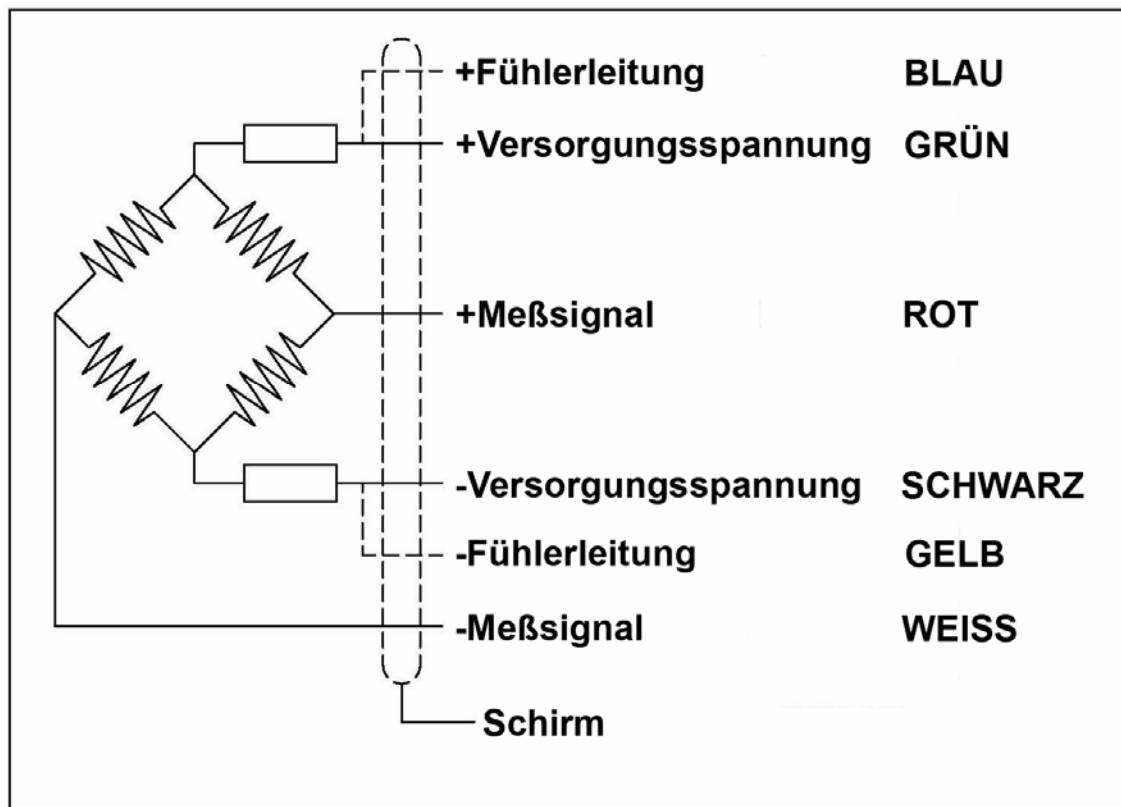 +Fühlerleitung BLAU
+Versorgungsspannung GRÜN
+Meßsignal ROT
-Versorgungsspannung SCHWARZ
-Fühlerleitung GELB
-Meßsignal WEISS
Schirm